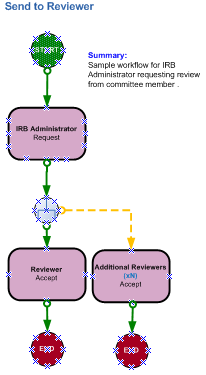 Send to Reviewer
START
Summary:
Sample workflow for IRB
Administrator requesting review
from committee member .
IRB Administrator
Request
Reviewer
Accept
Additional Reviewers
(xN)
Accept
END
END